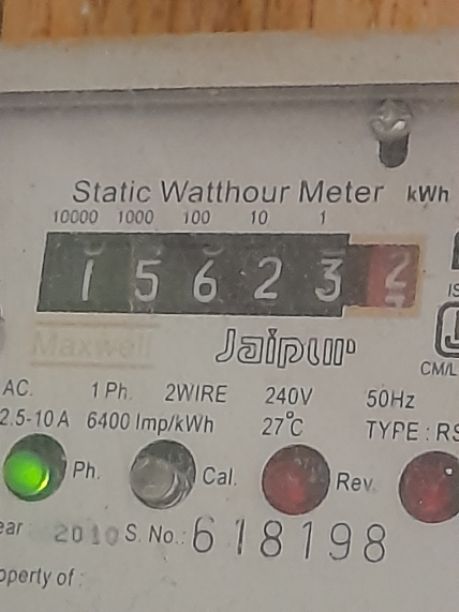 Static Watthour Meter kWh
10000 1000 100 10 1
1 5 6 2 3 2
Maxwell
Jaipur
CM/L
AC. 1 Ph. 2WIRE 240V 50Hz
2.5-10 A 6400 Imp/kWh 27°C TYPE : RS
Ph. Cal. Rev.
ear 2010 S. No.: 618198
operty of :